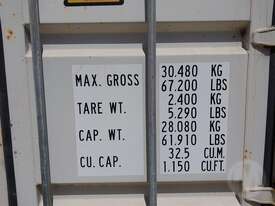 MAX. GROSS 30.480 KG
67.200 LBS
TARE WT. 2.400 KG
5.290 LBS
CAP. WT. 28.080 KG
61.910 LBS
CU. CAP. 32.5 CU.M.
1.150 CU.FT.